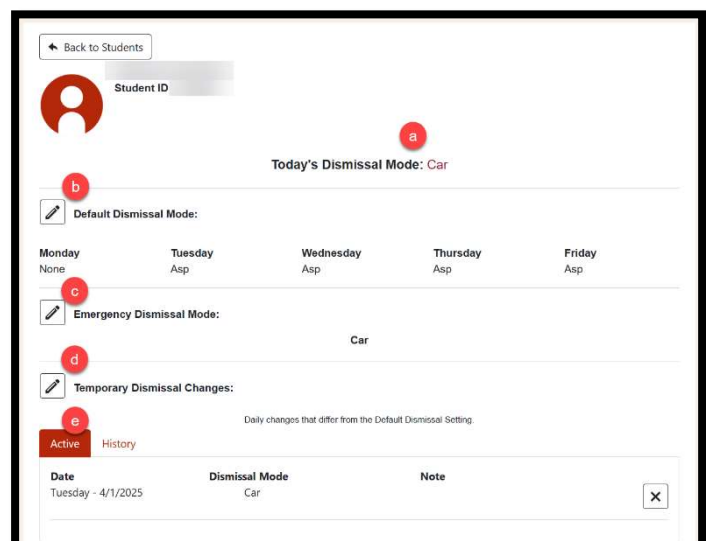 Back to Students
Student ID
a
Today's Dismissal Mode: Car
b
Default Dismissal Mode:
Monday Tuesday Wednesday Thursday Friday
None Asp Asp Asp Asp
c
Emergency Dismissal Mode:
Car
d
Temporary Dismissal Changes:
Daily changes that differ from the Default Dismissal Setting.
e
Active History
Date Dismissal Mode Note
Tuesday - 4/1/2025 Car